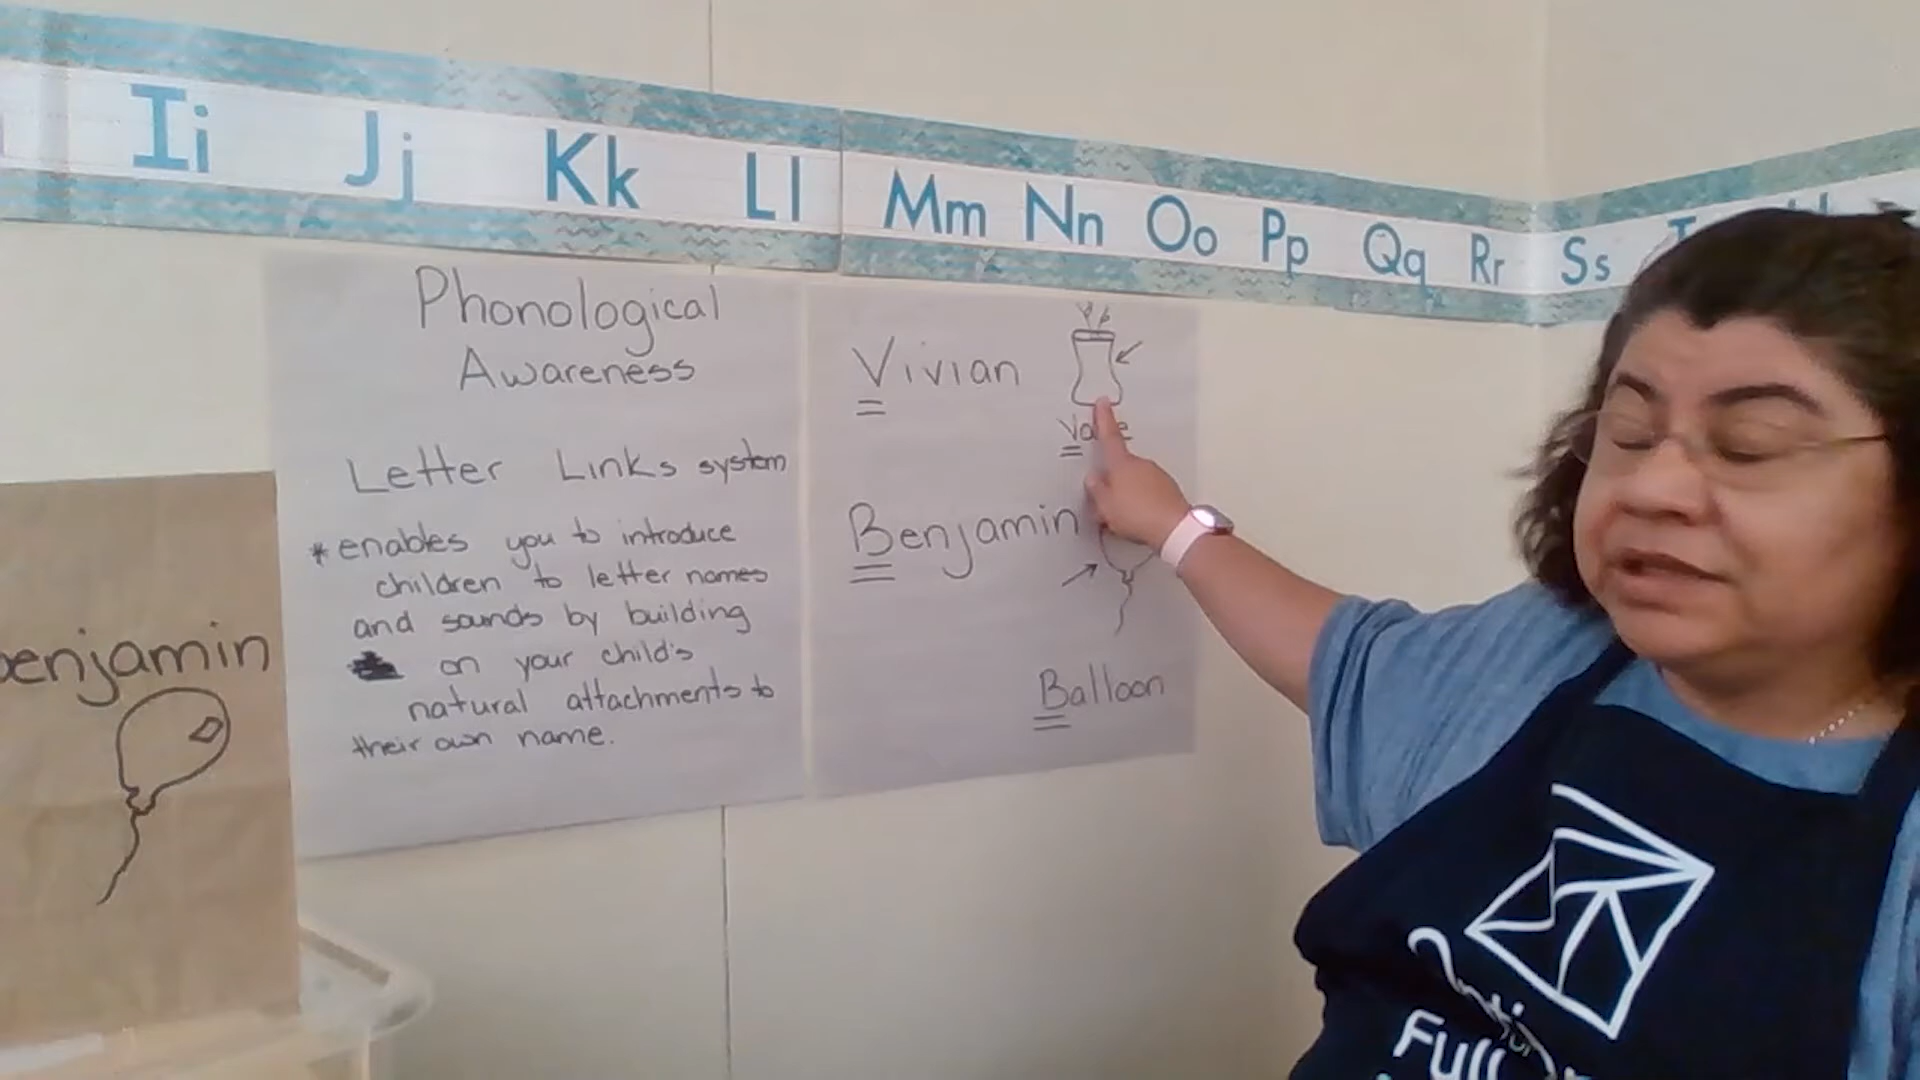 Ii Jj Kk Ll Mm Nn Oo Pp Qq Rr Ss
Phonological
Awareness
Letter Links system
*enables you to introduce
children to letter names
and sounds by building
on your child's
natural attachments to
their own name.
Vivian
Benjamin
Balloon
Benjamin
Full